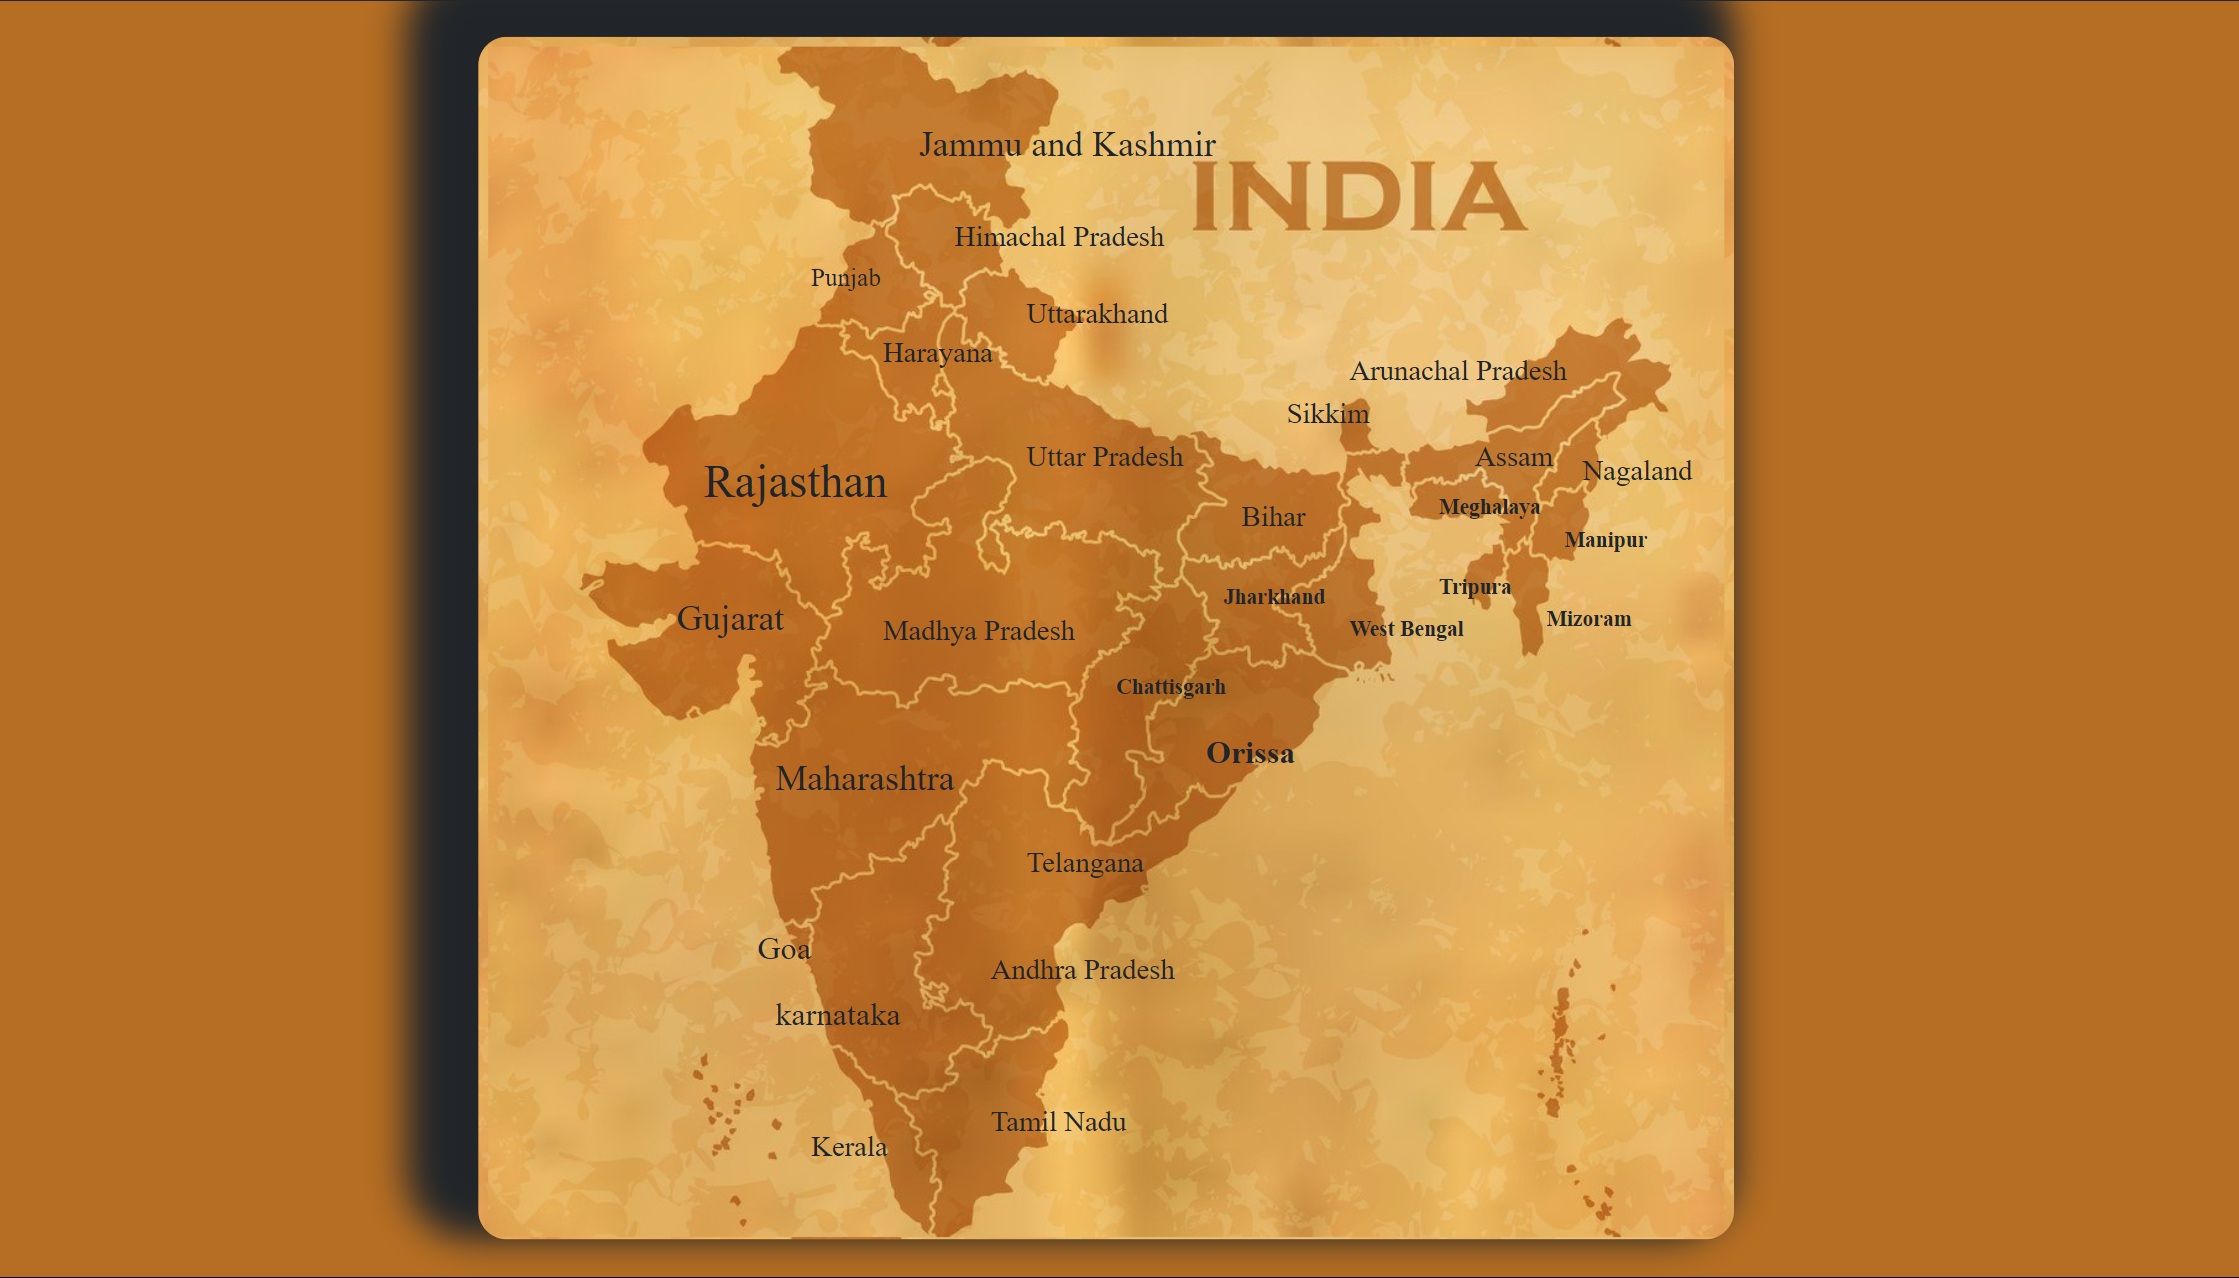 Jammu and Kashmir
INDIA
Himachal Pradesh
Punjab
Uttarakhand
Harayana
Arunachal Pradesh
Sikkim
Uttar Pradesh
Assam
Nagaland
Rajasthan
Meghalaya
Bihar
Manipur
Tripura
Jharkhand
Gujarat
Mizoram
Madhya Pradesh
West Bengal
Chattisgarh
Orissa
Maharashtra
Telangana
Goa
Andhra Pradesh
karnataka
Tamil Nadu
Kerala